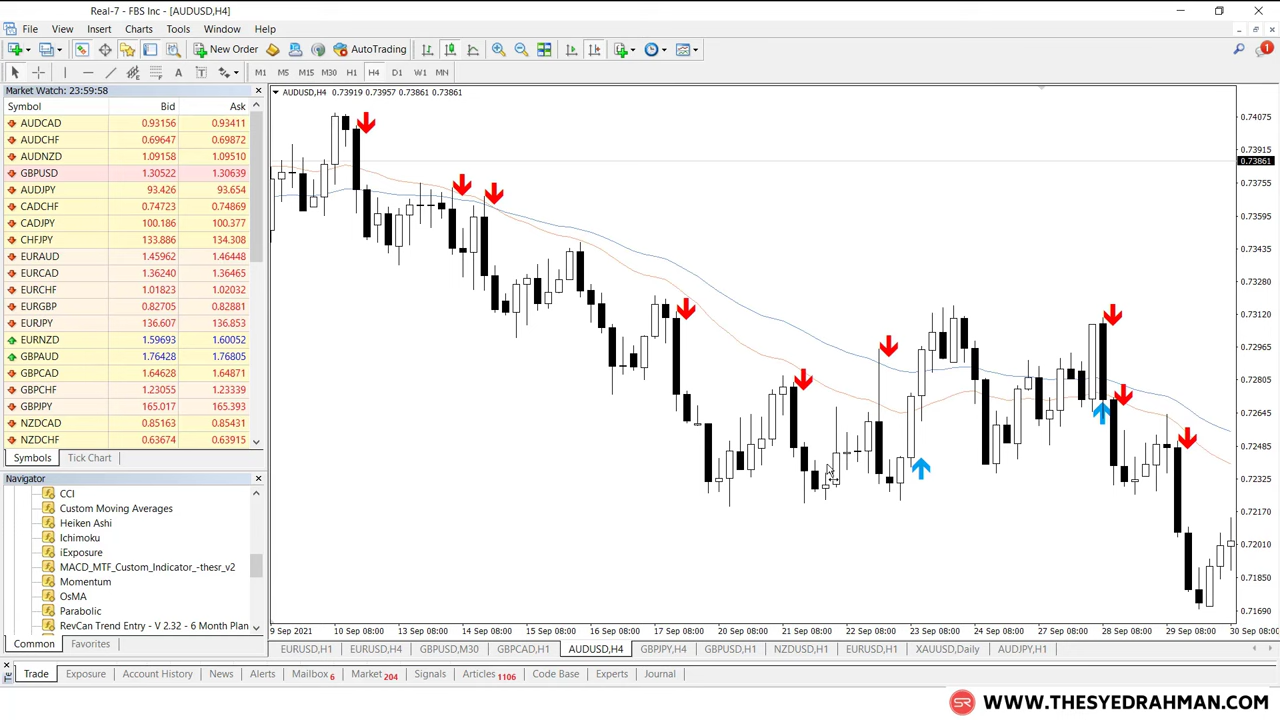 Real-7 - FBS Inc - [AUDUSD,H4]
File View Insert Charts Tools Window Help
New Order AutoTrading 1
A T M1 M5 M15 M30 H1 H4 D1 W1 MN
Market Watch: 23:59:58
Symbol Bid Ask
AUDCAD 0.93156 0.93411
AUDCHF 0.69647 0.69872
AUDNZD 1.09158 1.09510
GBPUSD 1.30522 1.30639
AUDJPY 93.426 93.654
CADCHF 0.74723 0.74869
CADJPY 100.186 100.377
CHFJPY 133.886 134.308
EURAUD 1.45962 1.46448
EURCAD 1.36240 1.36465
EURCHF 1.01823 1.02032
EURGBP 0.82705 0.82881
EURJPY 136.607 136.853
EURNZD 1.59693 1.60052
GBPAUD 1.76428 1.76805
GBPCAD 1.64628 1.64871
GBPCHF 1.23055 1.23339
GBPJPY 165.017 165.393
NZDCAD 0.85163 0.85431
NZDCHF 0.63674 0.63915
Symbols Tick Chart
Navigator
CCI
Custom Moving Averages
Heiken Ashi
Ichimoku
iExposure
MACD_MTF_Custom_Indicator_-thesr_v2
Momentum
OsMA
Parabolic
RevCan Trend Entry - V 2.32 - 6 Month Plan
Common Favorites
AUDUSD,H4 0.73919 0.73957 0.73861 0.73861
0.74075
0.73915
0.73861
0.73755
0.73595
0.73435
0.73280
0.73120
0.72965
0.72805
0.72645
0.72485
0.72325
0.72170
0.72010
0.71850
0.71690
9 Sep 2021 10 Sep 08:00 13 Sep 08:00 14 Sep 08:00 15 Sep 08:00 16 Sep 08:00 17 Sep 08:00 20 Sep 08:00 21 Sep 08:00 22 Sep 08:00 23 Sep 08:00 24 Sep 08:00 27 Sep 08:00 28 Sep 08:00 29 Sep 08:00 30 Sep 08:00
EURUSD,H1 EURUSD,H4 GBPUSD,M30 GBPCAD,H1 AUDUSD,H4 GBPJPY,H4 GBPUSD,H1 NZDUSD,H1 EURUSD,H1 XAUUSD,Daily AUDJPY,H1
Trade Exposure Account History News Alerts Mailbox 6 Market 204 Signals Articles 1106 Code Base Experts Journal
SR WWW.THESYEDRAHMAN.COM